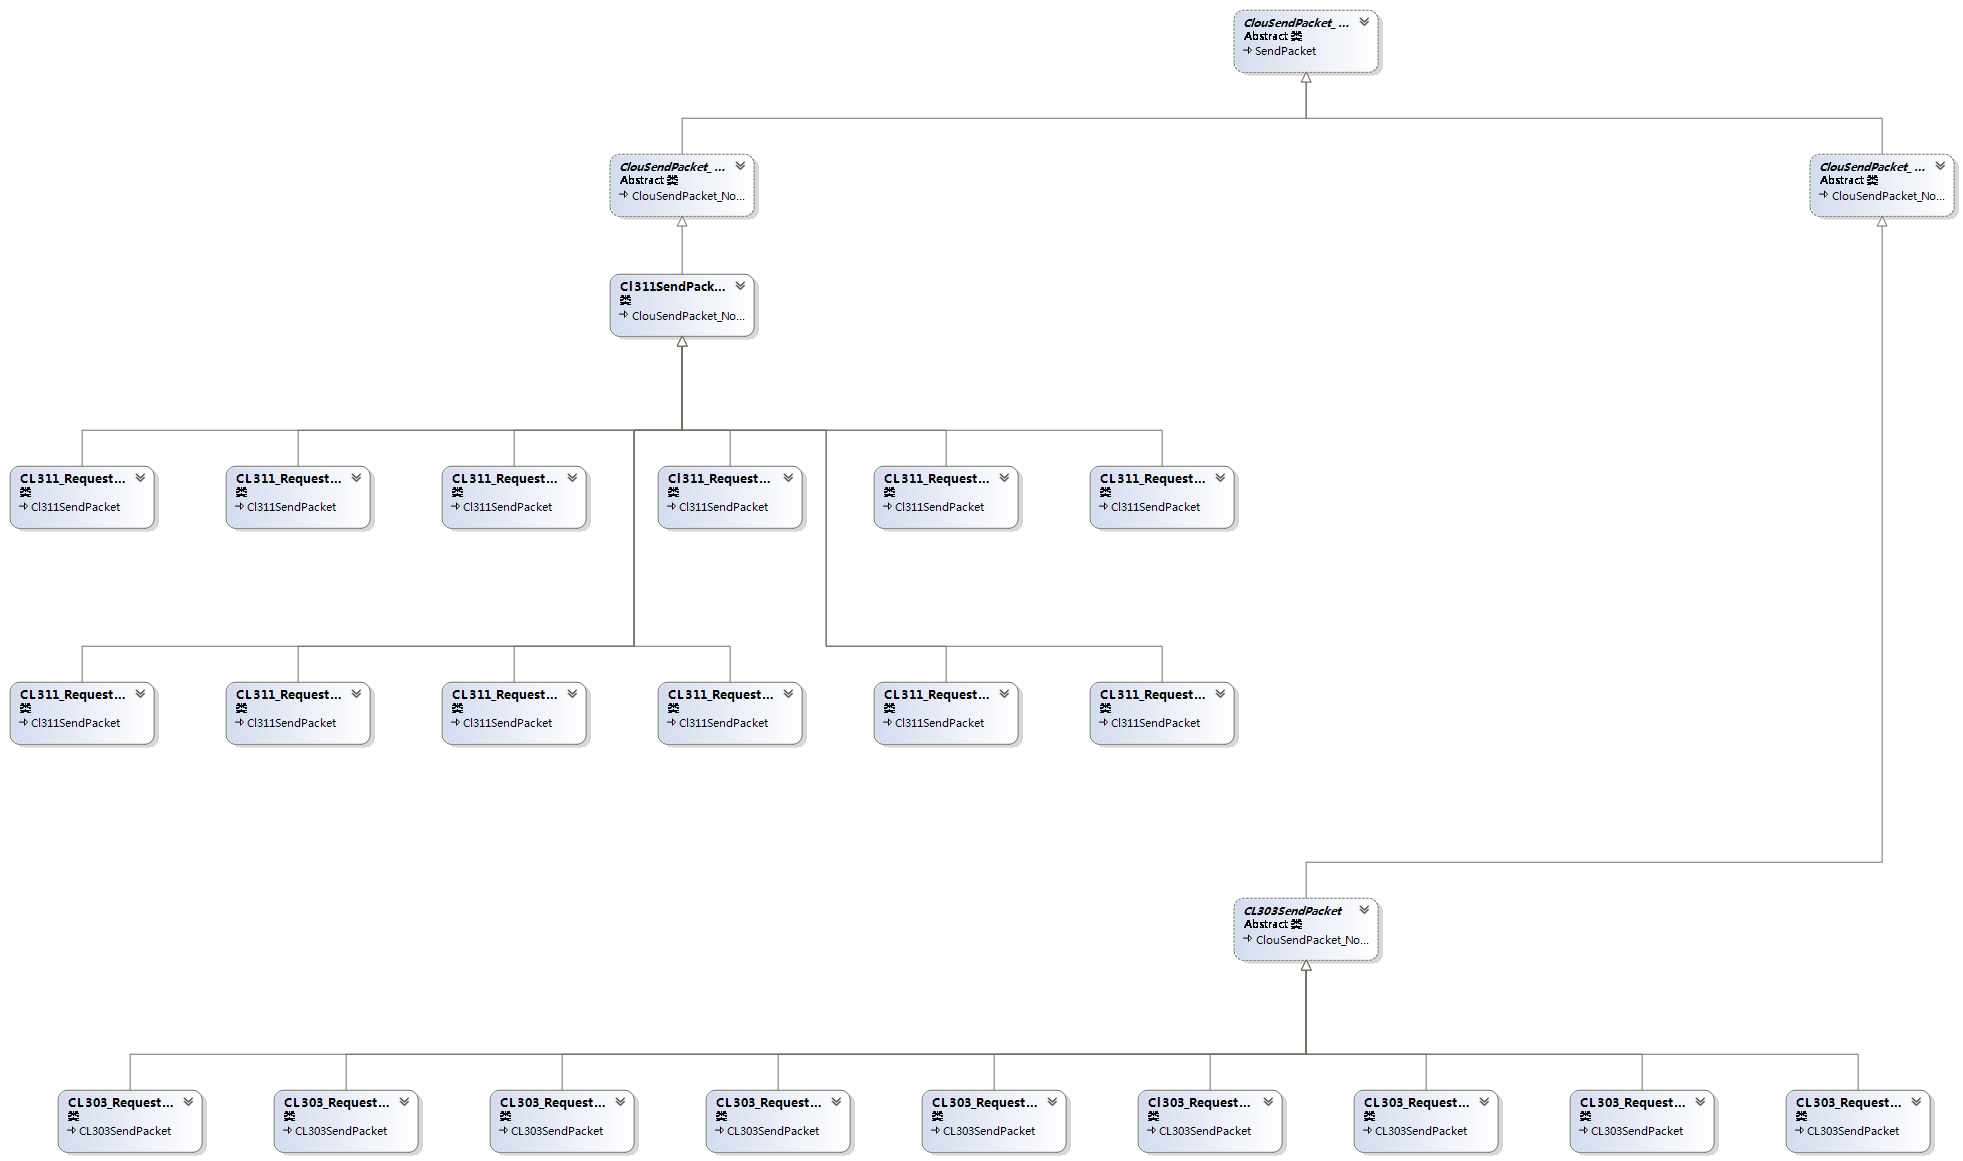 ClouSendPacket_ ...
Abstract
SendPacket
ClouSendPacket_ ...
Abstract
ClouSendPacket_No...
ClouSendPacket_ ...
Abstract
ClouSendPacket_No...
Cl311SendPack...
ClouSendPacket_No...
CL311_Request...
Cl311SendPacket
CL311_Request...
Cl311SendPacket
CL311_Request...
Cl311SendPacket
Cl311_Request...
Cl311SendPacket
CL311_Request...
Cl311SendPacket
CL311_Request...
Cl311SendPacket
CL311_Request...
Cl311SendPacket
CL311_Request...
Cl311SendPacket
CL311_Request...
Cl311SendPacket
CL311_Request...
Cl311SendPacket
CL311_Request...
Cl311SendPacket
CL311_Request...
Cl311SendPacket
CL303SendPacket
Abstract
ClouSendPacket_No...
CL303_Request...
CL303SendPacket
CL303_Request...
CL303SendPacket
CL303_Request...
CL303SendPacket
CL303_Request...
CL303SendPacket
CL303_Request...
CL303SendPacket
Cl303_Request...
CL303SendPacket
CL303_Request...
CL303SendPacket
CL303_Request...
CL303SendPacket
CL303_Request...
CL303SendPacket